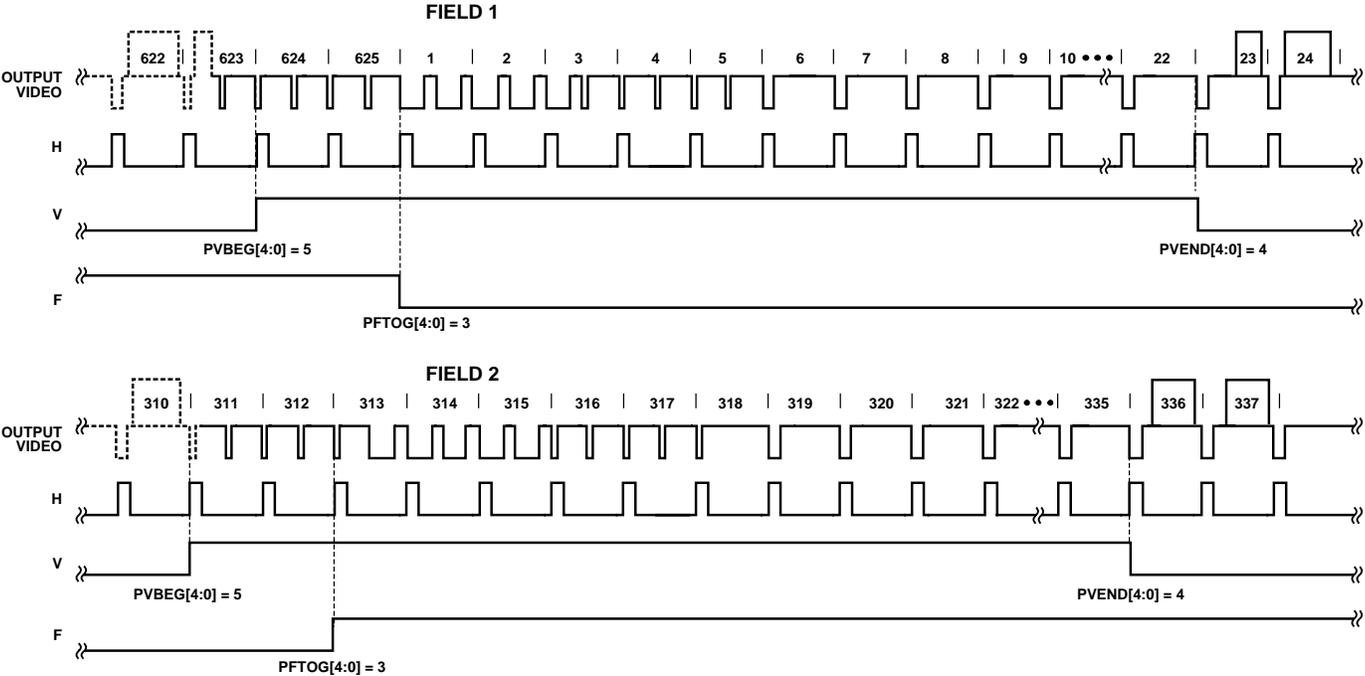 FIELD 1
622 623 624 625 1 2 3 4 5 6 7 8 9 10 ••• 22 23 24
OUTPUT
VIDEO
H
V
PVBEG[4:0] = 5 PVEND[4:0] = 4
F
PFTOG[4:0] = 3
FIELD 2
310 311 312 313 314 315 316 317 318 319 320 321 322 ••• 335 336 337
OUTPUT
VIDEO
H
V
PVBEG[4:0] = 5 PVEND[4:0] = 4
F
PFTOG[4:0] = 3